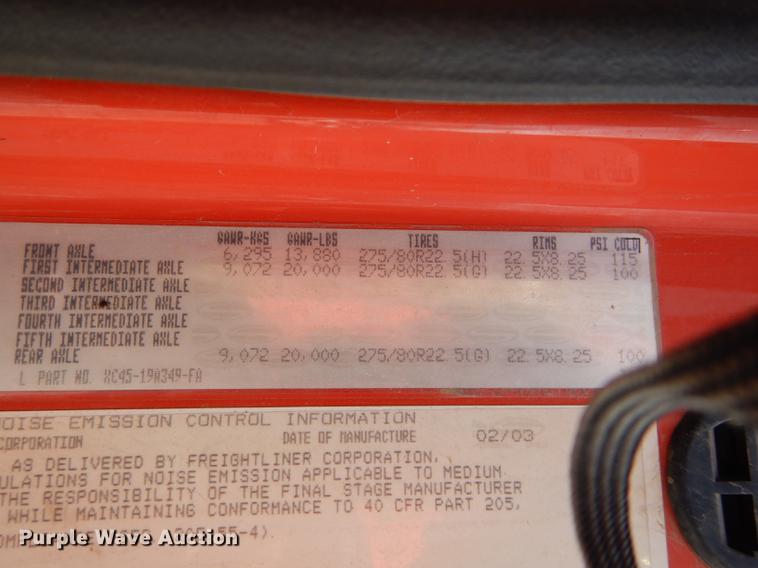 GAWR-KGS GAWR-LBS TIRES RIMS PSI COLD
FRONT AXLE 6,295 13,880 275/80R22.5(H) 22.5X8.25 115
FIRST INTERMEDIATE AXLE 9,072 20,000 275/80R22.5(G) 22.5X8.25 100
SECOND INTERMEDIATE AXLE
THIRD INTERMEDIATE AXLE
FOURTH INTERMEDIATE AXLE
FIFTH INTERMEDIATE AXLE
REAR AXLE 9,072 20,000 275/80R22.5(G) 22.5X8.25 100
L PART NO. XC45-19A349-FA
NOISE EMISSION CONTROL INFORMATION
CORPORATION DATE OF MANUFACTURE 02/03
AS DELIVERED BY FREIGHTLINER CORPORATION,
ULATIONS FOR NOISE EMISSION APPLICABLE TO MEDIUM
THE RESPONSIBILITY OF THE FINAL STAGE MANUFACTURER
WHILE MAINTAINING CONFORMANCE TO 40 CFR PART 205,
55-4).
Purple Wave Auction